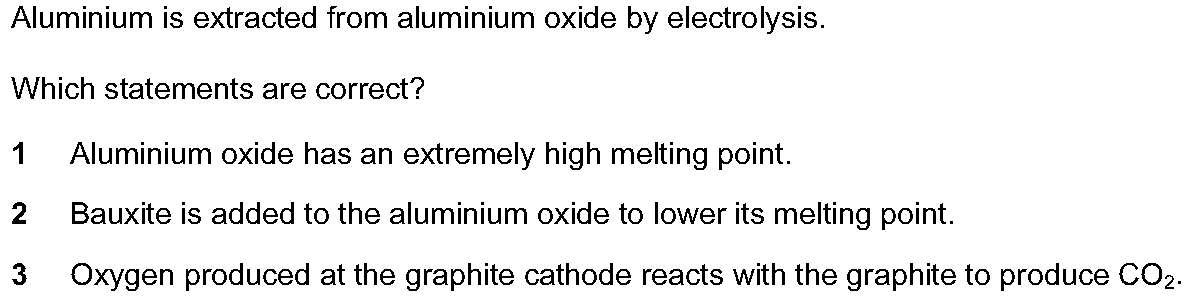 Aluminium is extracted from aluminium oxide by electrolysis.
Which statements are correct?
1 Aluminium oxide has an extremely high melting point.
2 Bauxite is added to the aluminium oxide to lower its melting point.
3 Oxygen produced at the graphite cathode reacts with the graphite to produce CO₂.